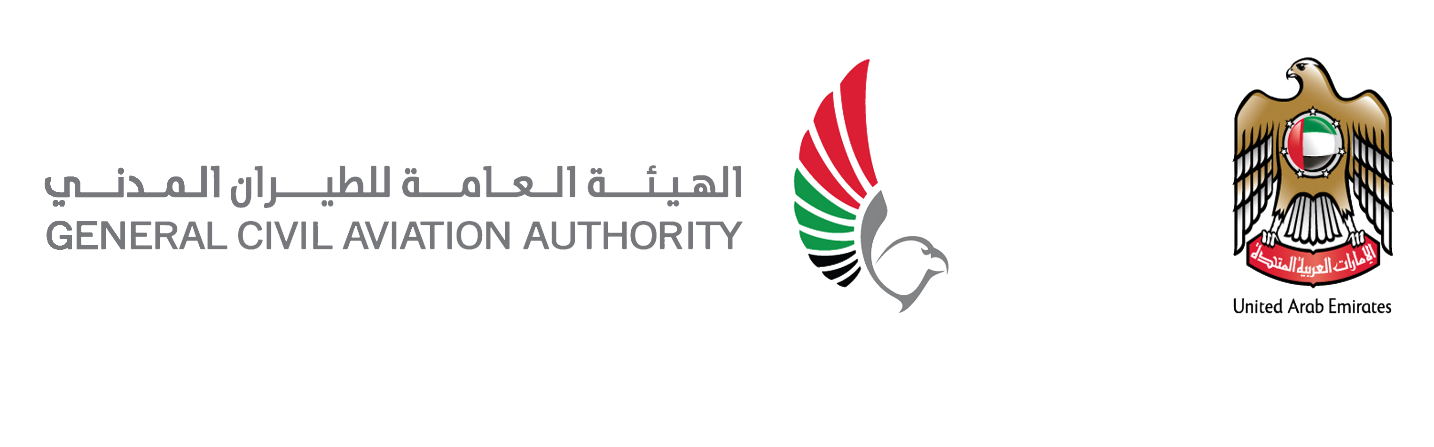 الهيئة العامة للطيران المدني
GENERAL CIVIL AVIATION AUTHORITY
الإمارات العربية المتحدة
United Arab Emirates